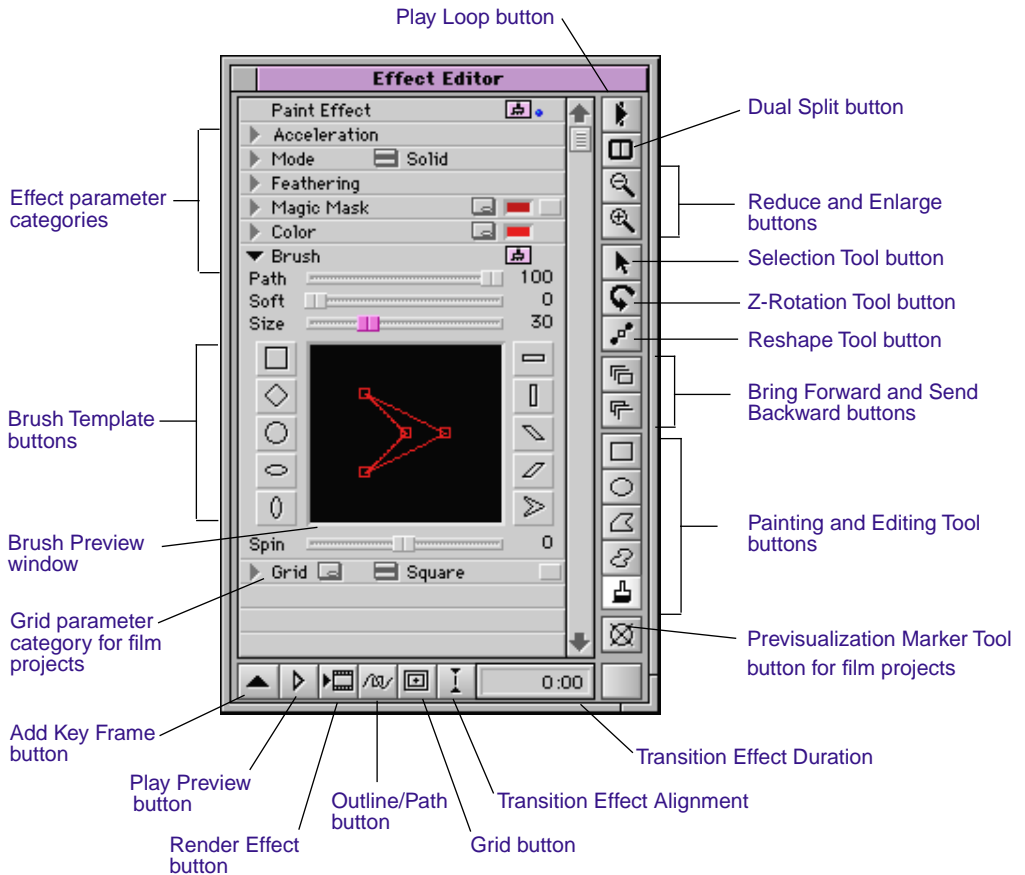 Play Loop button
Effect Editor
Paint Effect
Acceleration
Mode Solid
Feathering
Magic Mask
Color
Brush
Path 100
Soft 0
Size 30
Spin 0
Grid Square
0:00
Effect parameter
categories
Brush Template
buttons
Brush Preview
window
Grid parameter
category for film
projects
Add Key Frame
button
Play Preview
button
Render Effect
button
Outline/Path
button
Grid button
Transition Effect Alignment
Transition Effect Duration
Dual Split button
Reduce and Enlarge
buttons
Selection Tool button
Z-Rotation Tool button
Reshape Tool button
Bring Forward and Send
Backward buttons
Painting and Editing Tool
buttons
Previsualization Marker Tool
button for film projects